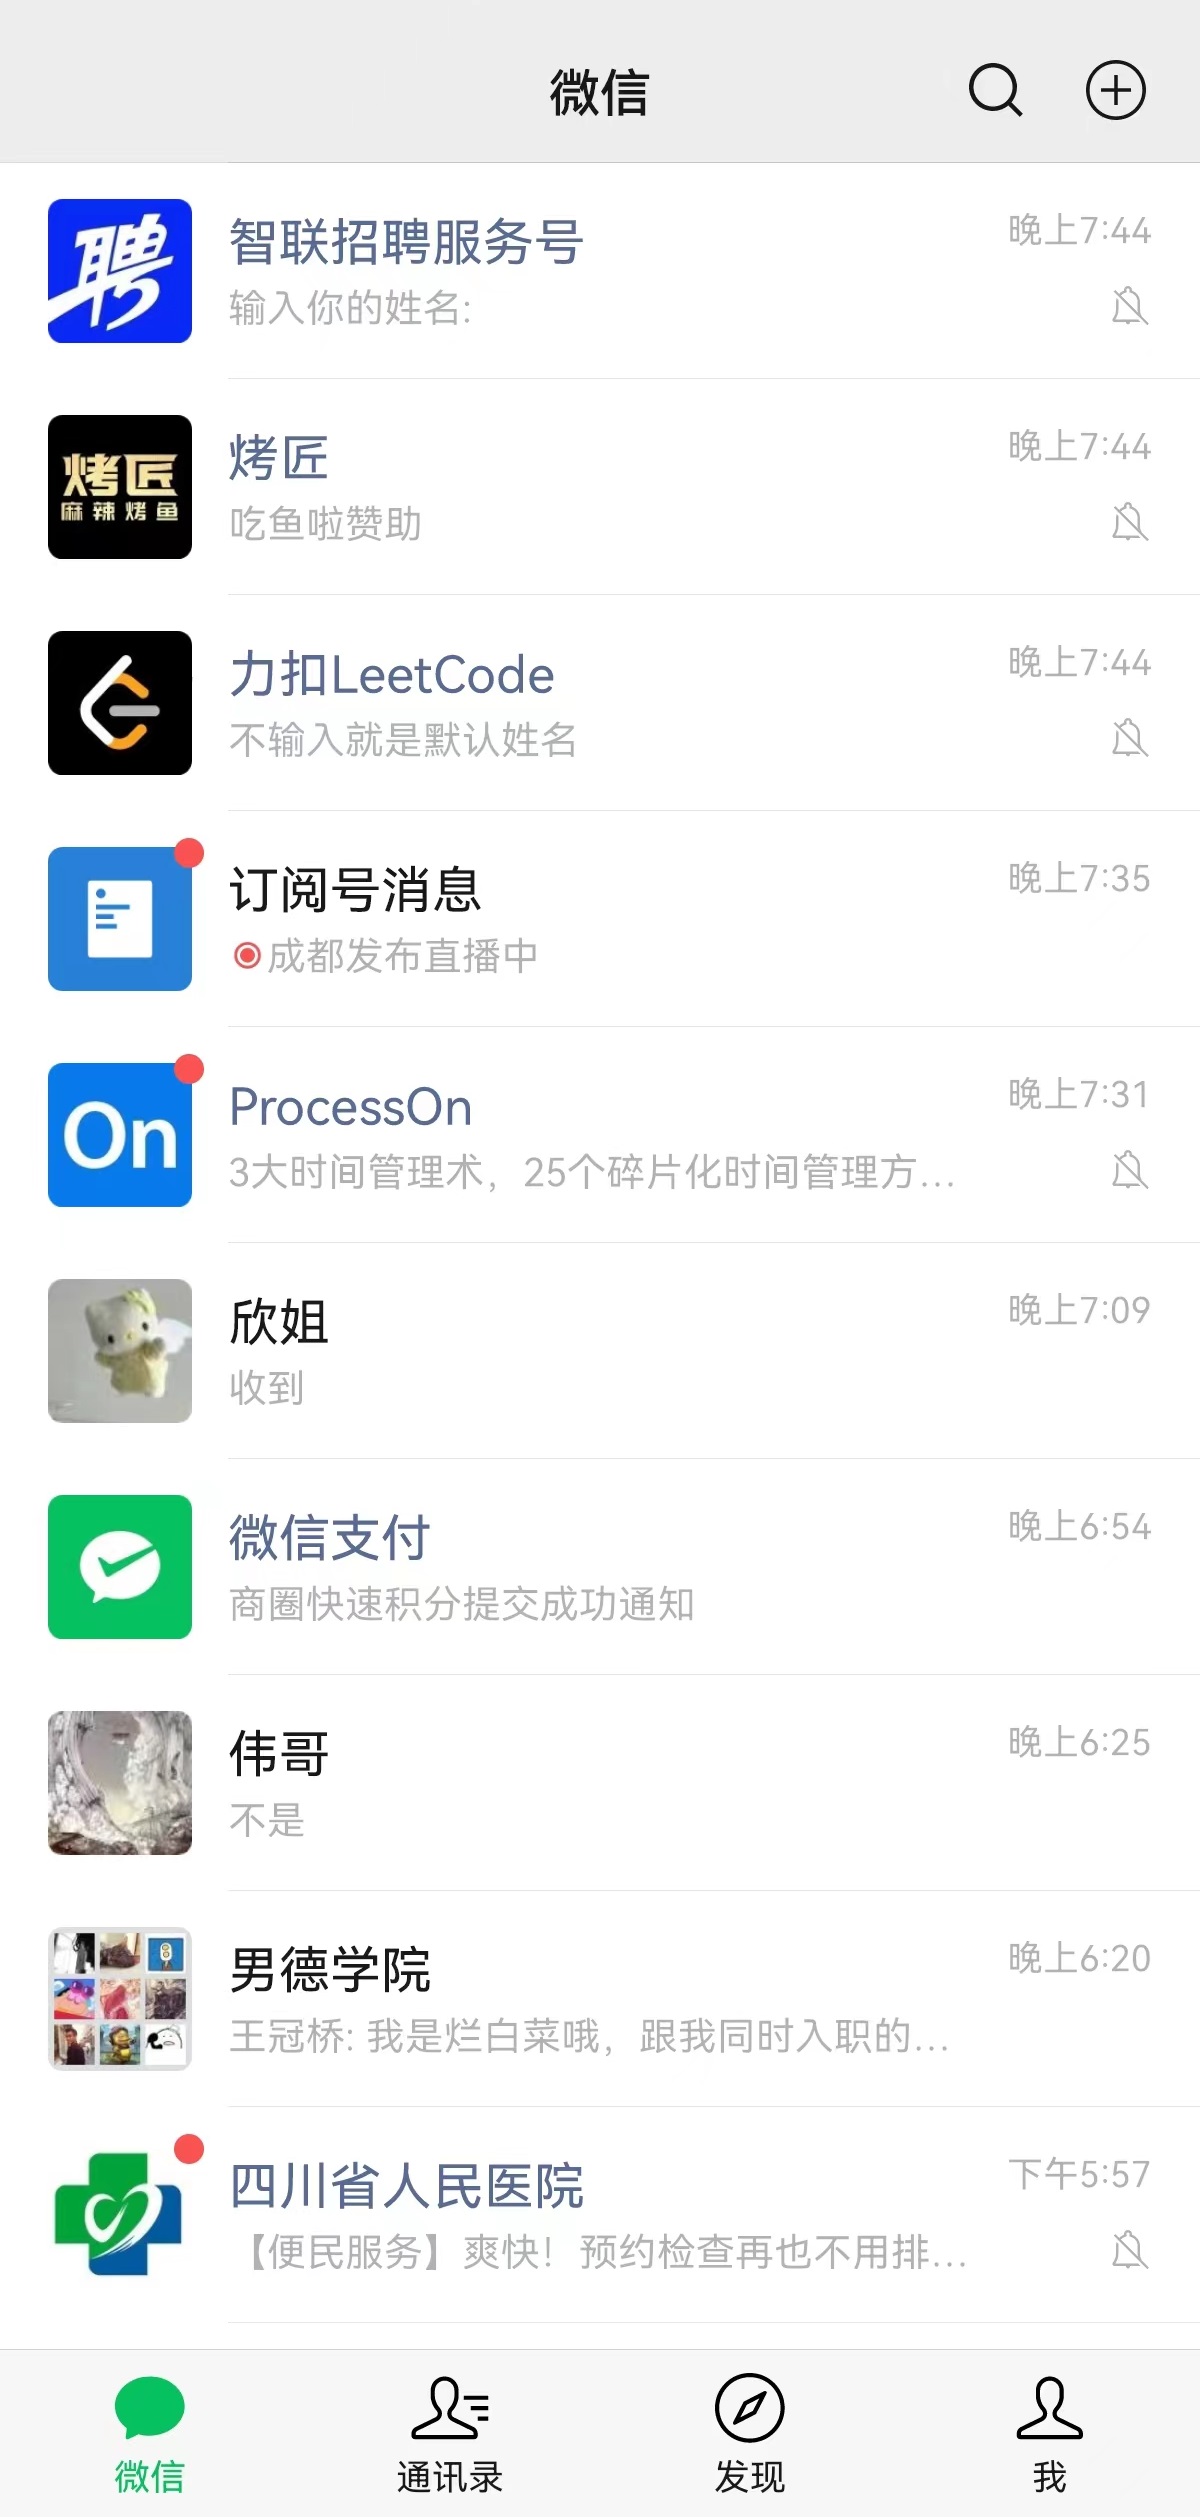 微信
聘
智联招聘服务号
晚上7:44
输入你的姓名:
烤匠
麻辣烤鱼
烤匠
晚上7:44
吃鱼啦赞助
力扣LeetCode
晚上7:44
不输入就是默认姓名
订阅号消息
晚上7:35
成都发布直播中
On
ProcessOn
晚上7:31
3大时间管理术，25个碎片化时间管理方...
欣姐
晚上7:09
收到
微信支付
晚上6:54
商圈快速积分提交成功通知
伟哥
晚上6:25
不是
男德学院
晚上6:20
王冠桥: 我是烂白菜哦，跟我同时入职的...
四川省人民医院
下午5:57
【便民服务】爽快！预约检查再也不用排...
微信
通讯录
发现
我